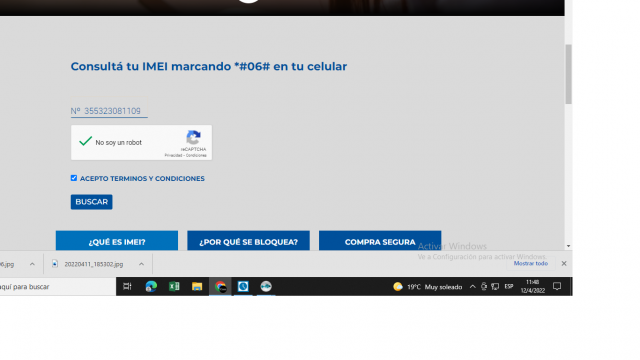 Consultá tu IMEI marcando *#06# en tu celular
Nº 355323081109
No soy un robot
reCAPTCHA
Privacidad - Condiciones
ACEPTO TERMINOS Y CONDICIONES
BUSCAR
¿QUÉ ES IMEI?
¿POR QUÉ SE BLOQUEA?
COMPRA SEGURA
Activar Windows
Ve a Configuración para activar Windows.
6.jpg
20220411_185302.jpg
Mostrar todo
aquí para buscar
19°C Muy soleado
ESP
11:48
12/4/2022